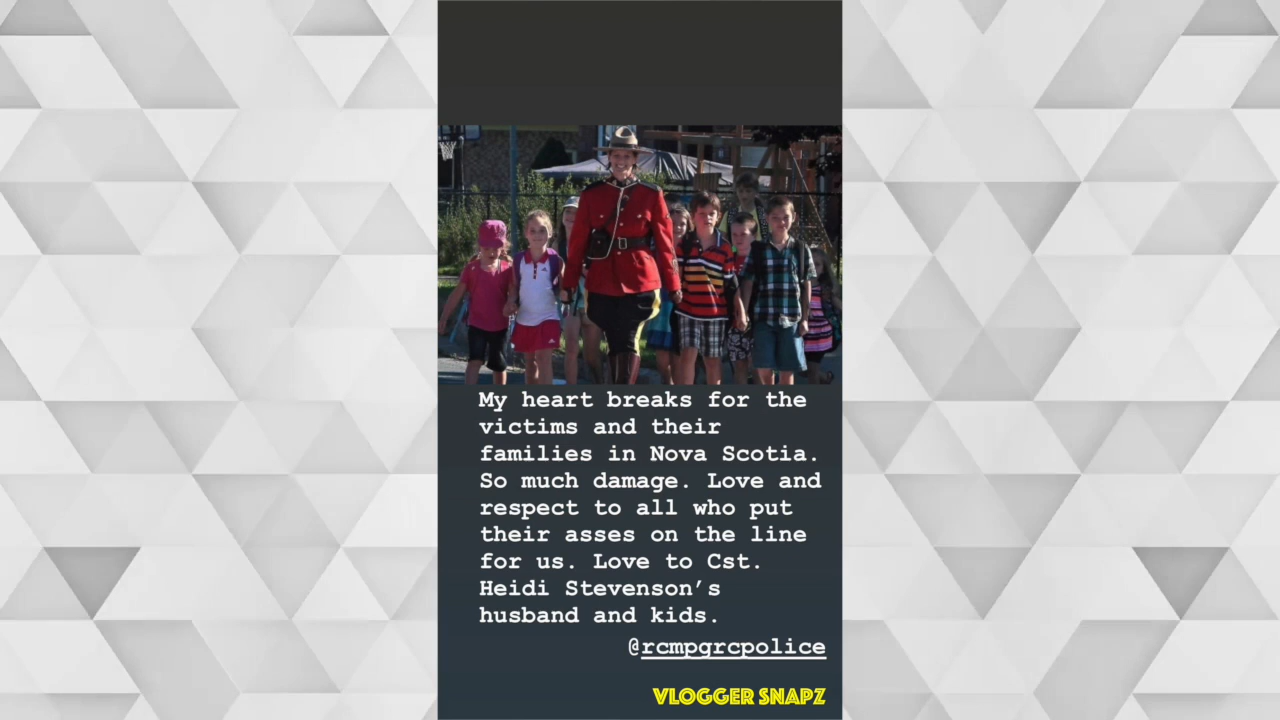 My heart breaks for the
victims and their
families in Nova Scotia.
So much damage. Love and
respect to all who put
their asses on the line
for us. Love to Cst.
Heidi Stevenson's
husband and kids.
@rcmpgrcpolice
VLOGGER SNAPZ